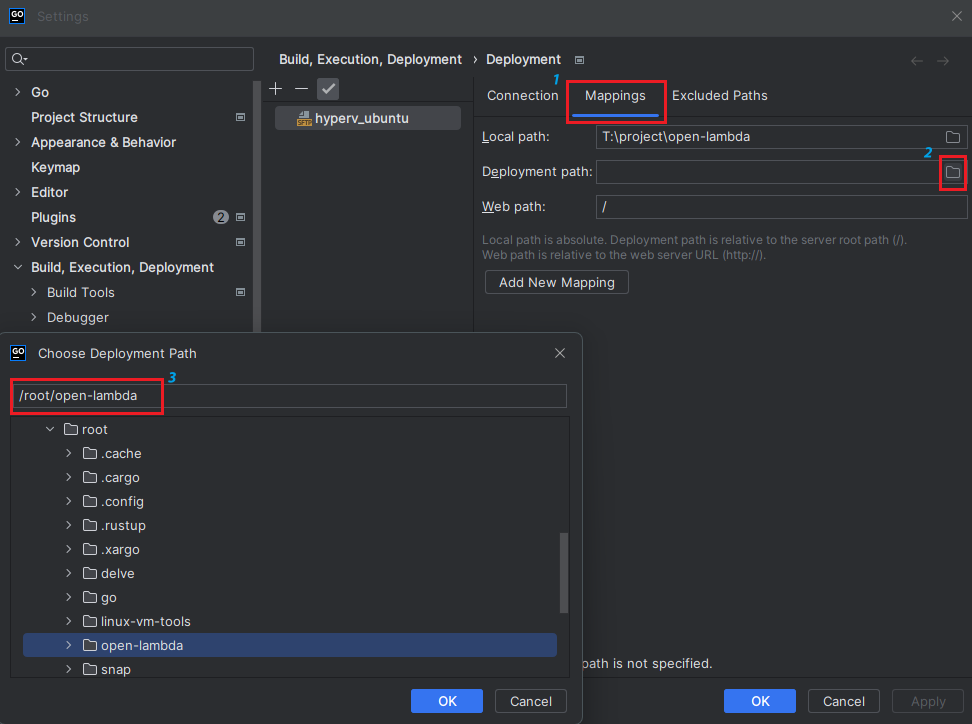 GO Settings
Build, Execution, Deployment › Deployment
Go
Project Structure
Appearance & Behavior
Keymap
Editor
Plugins 2
Version Control
Build, Execution, Deployment
Build Tools
Debugger
SFTP hyperv_ubuntu
1
Connection Mappings Excluded Paths
Local path: T:\project\open-lambda
2
Deployment path:
Web path: /
Local path is absolute. Deployment path is relative to the server root path (/).
Web path is relative to the web server URL (http://).
Add New Mapping
GO Choose Deployment Path
3
/root/open-lambda
root
.cache
.cargo
.config
.rustup
.xargo
delve
go
linux-vm-tools
open-lambda
snap
OK Cancel
path is not specified.
OK Cancel Apply